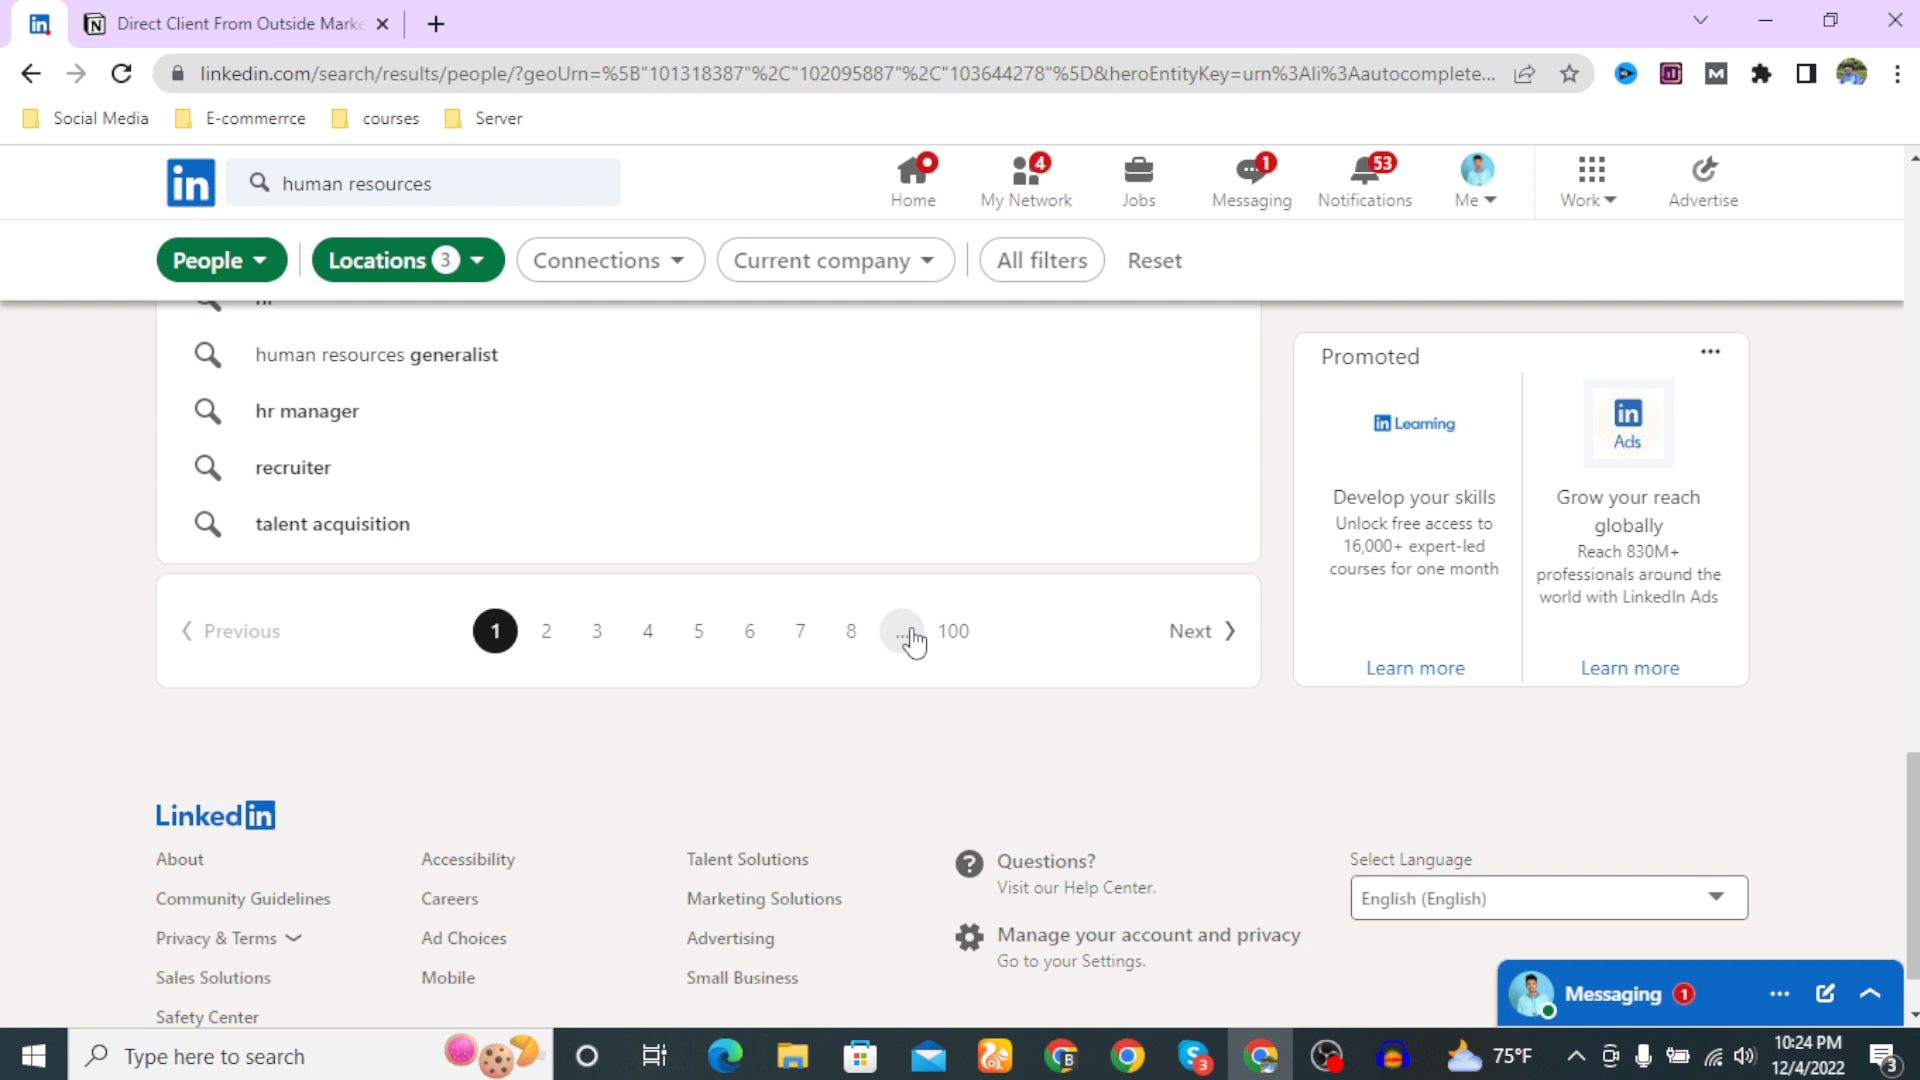 Direct Client From Outside Marke
linkedin.com/search/results/people/?geoUrn=%5B"101318387"%2C"102095887"%2C"103644278"%5D&heroEntityKey=urn%3Ali%3Aautocomplete...
Social Media
E-commerrce
courses
Server
in
human resources
Home
4
My Network
Jobs
1
Messaging
53
Notifications
Me
Work
Advertise
People
Locations 3
Connections
Current company
All filters
Reset
human resources generalist
hr manager
recruiter
talent acquisition
Previous
1 2 3 4 5 6 7 8 ... 100
Next
Promoted
in Learning
in Ads
Develop your skills
Unlock free access to
16,000+ expert-led
courses for one month
Learn more
Grow your reach
globally
Reach 830M+
professionals around the
world with LinkedIn Ads
Learn more
Linked in
About
Accessibility
Talent Solutions
Questions?
Visit our Help Center.
Select Language
English (English)
Community Guidelines
Careers
Marketing Solutions
Privacy & Terms
Ad Choices
Advertising
Manage your account and privacy
Go to your Settings.
Sales Solutions
Mobile
Small Business
Safety Center
Messaging 1
Type here to search
3
75°F
10:24 PM
12/4/2022
3